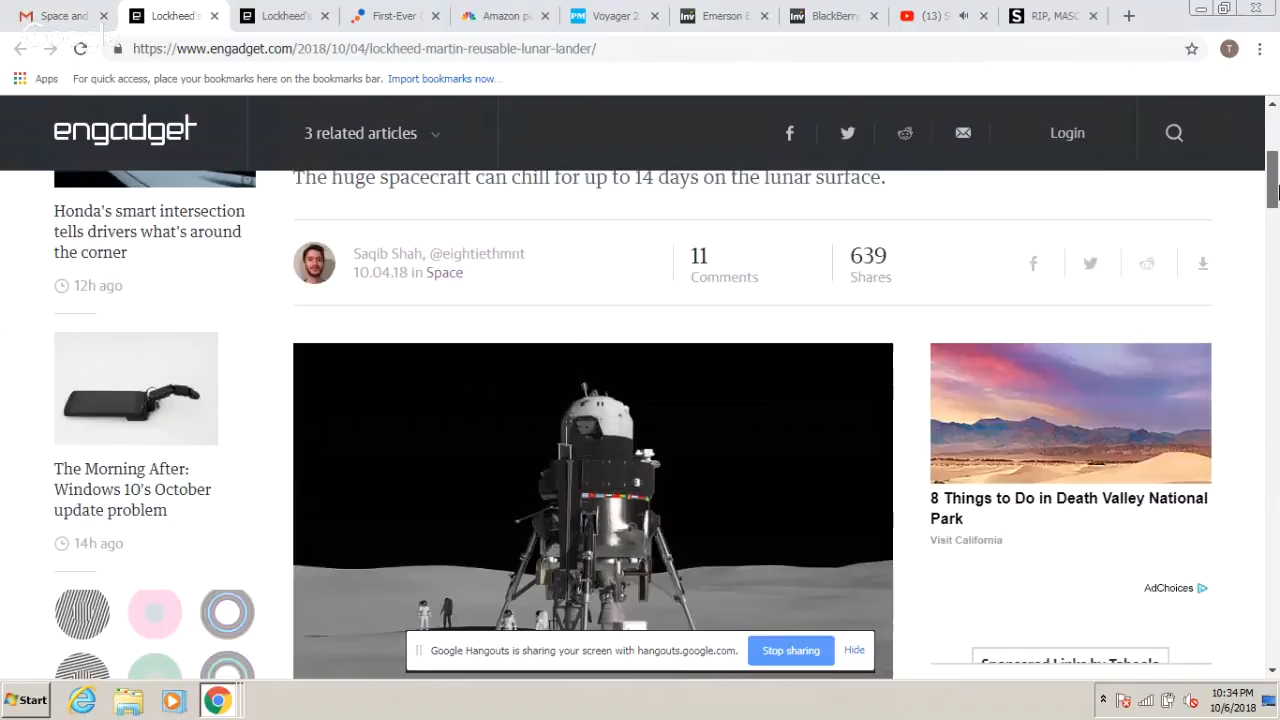 Space and
Lockheed's
Lockheed'
First-Ever
Amazon pa
Voyager 2
Emerson
BlackBerry
(13) S
RIP, MASC
https://www.engadget.com/2018/10/04/lockheed-martin-reusable-lunar-lander/
T
Apps
For quick access, place your bookmarks here on the bookmarks bar. Import bookmarks now...
engadget
3 related articles
Login
The huge spacecraft can chill for up to 14 days on the lunar surface.
Honda's smart intersection
tells drivers what's around
the corner
12h ago
Saqib Shah, @eightiethmnt
10.04.18 in Space
11
Comments
639
Shares
The Morning After:
Windows 10's October
update problem
14h ago
8 Things to Do in Death Valley National
Park
Visit California
AdChoices
Sponsored Links by Taboola
Google Hangouts is sharing your screen with hangouts.google.com.
Stop sharing
Hide
Start
10:34 PM
10/6/2018